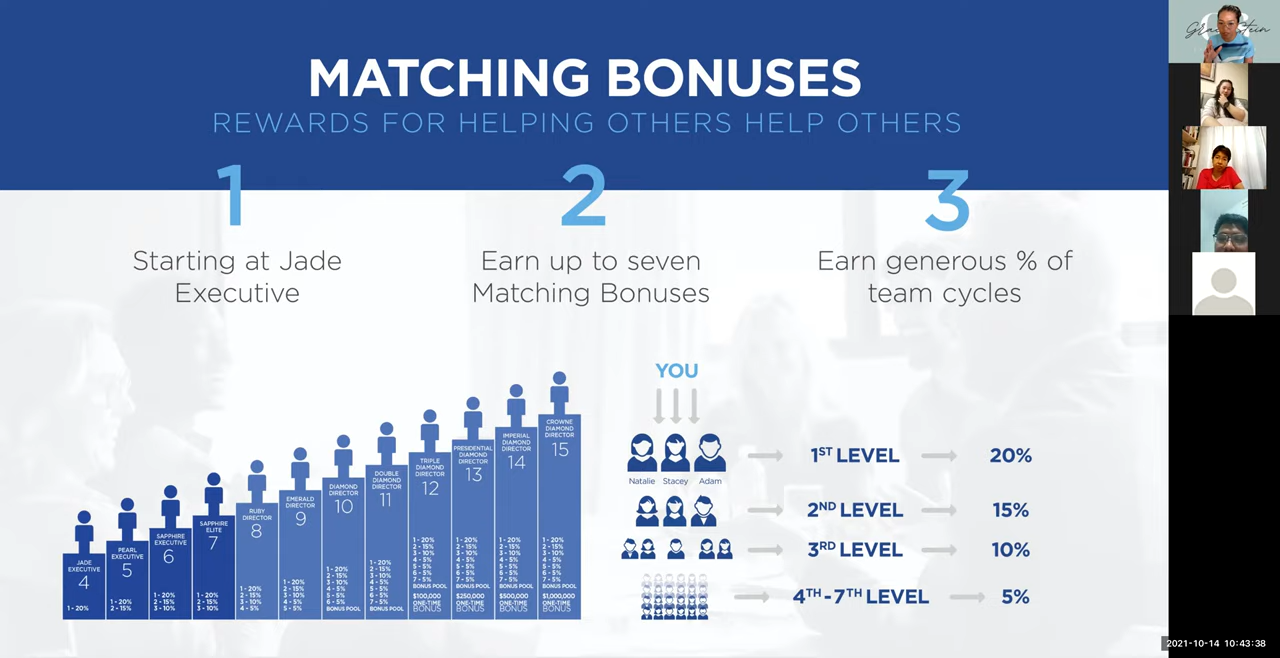 MATCHING BONUSES
REWARDS FOR HELPING OTHERS HELP OTHERS
1
Starting at Jade
Executive
2
Earn up to seven
Matching Bonuses
3
Earn generous % of
team cycles
JADE
EXECUTIVE
4
1 - 20%
PEARL
EXECUTIVE
5
1 - 20%
2 - 15%
SAPPHIRE
EXECUTIVE
6
1 - 20%
2 - 15%
3 - 10%
SAPPHIRE
ELITE
7
1 - 20%
2 - 15%
3 - 10%
RUBY
DIRECTOR
8
1 - 20%
2 - 15%
3 - 10%
4 - 5%
EMERALD
DIRECTOR
9
1 - 20%
2 - 15%
3 - 10%
4 - 5%
5 - 5%
DIAMOND
DIRECTOR
10
1 - 20%
2 - 15%
3 - 10%
4 - 5%
5 - 5%
6 - 5%
BONUS POOL
DOUBLE
DIAMOND
DIRECTOR
11
1 - 20%
2 - 15%
3 - 10%
4 - 5%
5 - 5%
6 - 5%
BONUS POOL
TRIPLE
DIAMOND
DIRECTOR
12
1 - 20%
2 - 15%
3 - 10%
4 - 5%
5 - 5%
6 - 5%
7 - 5%
BONUS POOL
$100,000
ONE-TIME
BONUS
PRESIDENTIAL
DIAMOND
DIRECTOR
13
1 - 20%
2 - 15%
3 - 10%
4 - 5%
5 - 5%
6 - 5%
7 - 5%
BONUS POOL
$250,000
ONE-TIME
BONUS
IMPERIAL
DIAMOND
DIRECTOR
14
1 - 20%
2 - 15%
3 - 10%
4 - 5%
5 - 5%
6 - 5%
7 - 5%
BONUS POOL
$500,000
ONE-TIME
BONUS
CROWNE
DIAMOND
DIRECTOR
15
1 - 20%
2 - 15%
3 - 10%
4 - 5%
5 - 5%
6 - 5%
7 - 5%
BONUS POOL
$1,000,000
ONE-TIME
BONUS
YOU
Natalie Stacey Adam
1ST LEVEL 20%
2ND LEVEL 15%
3RD LEVEL 10%
4TH-7TH LEVEL 5%
2021-10-14 10:43:38